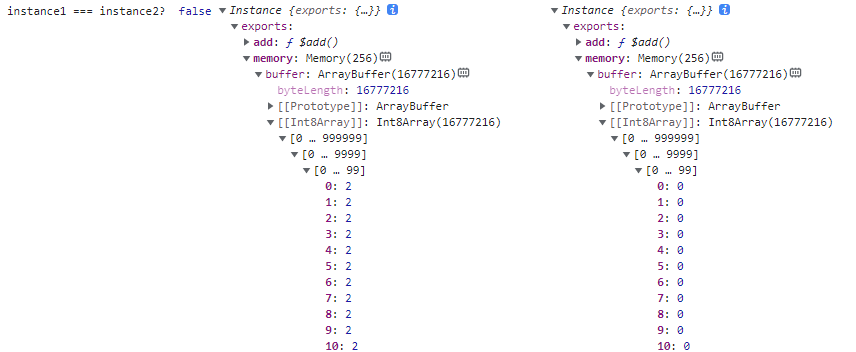 instance1 === instance2? false ▼ Instance {exports: {…}} i ▼ Instance {exports: {…}} i
▼ exports: ▼ exports:
▶ add: ƒ $add() ▶ add: ƒ $add()
▼ memory: Memory(256) ▼ memory: Memory(256)
▼ buffer: ArrayBuffer(16777216) ▼ buffer: ArrayBuffer(16777216)
byteLength: 16777216 byteLength: 16777216
▶ [[Prototype]]: ArrayBuffer ▶ [[Prototype]]: ArrayBuffer
▼ [[Int8Array]]: Int8Array(16777216) ▼ [[Int8Array]]: Int8Array(16777216)
▼ [0 … 999999] ▼ [0 … 999999]
▼ [0 … 9999] ▼ [0 … 9999]
▼ [0 … 99] ▼ [0 … 99]
0: 2 0: 0
1: 2 1: 0
2: 2 2: 0
3: 2 3: 0
4: 2 4: 0
5: 2 5: 0
6: 2 6: 0
7: 2 7: 0
8: 2 8: 0
9: 2 9: 0
10: 2 10: 0